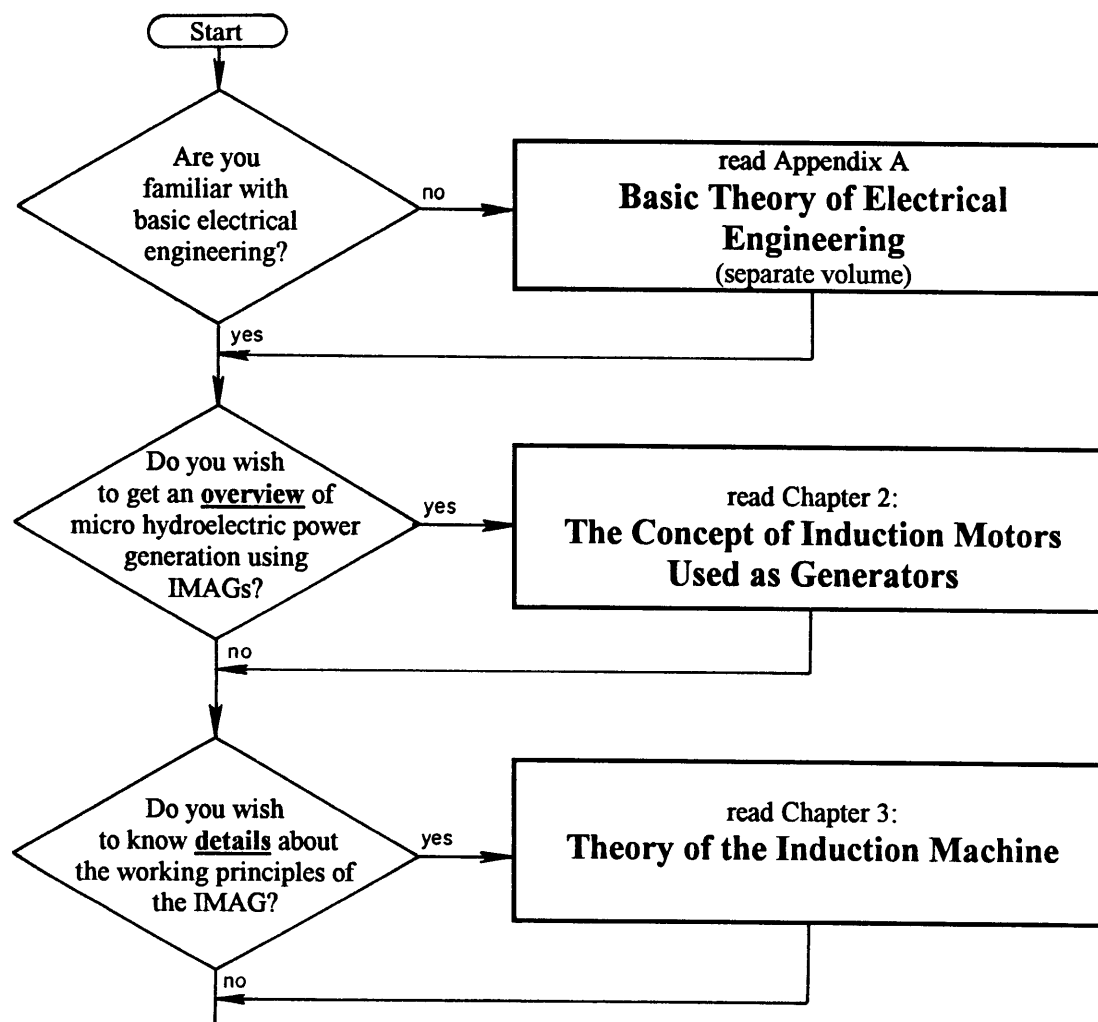 Start
Are you
familiar with
basic electrical
engineering?
no
read Appendix A
Basic Theory of Electrical
Engineering
(separate volume)
yes
Do you wish
to get an overview of
micro hydroelectric power
generation using
IMAGs?
yes
read Chapter 2:
The Concept of Induction Motors
Used as Generators
no
Do you wish
to know details about
the working principles of
the IMAG?
yes
read Chapter 3:
Theory of the Induction Machine
no